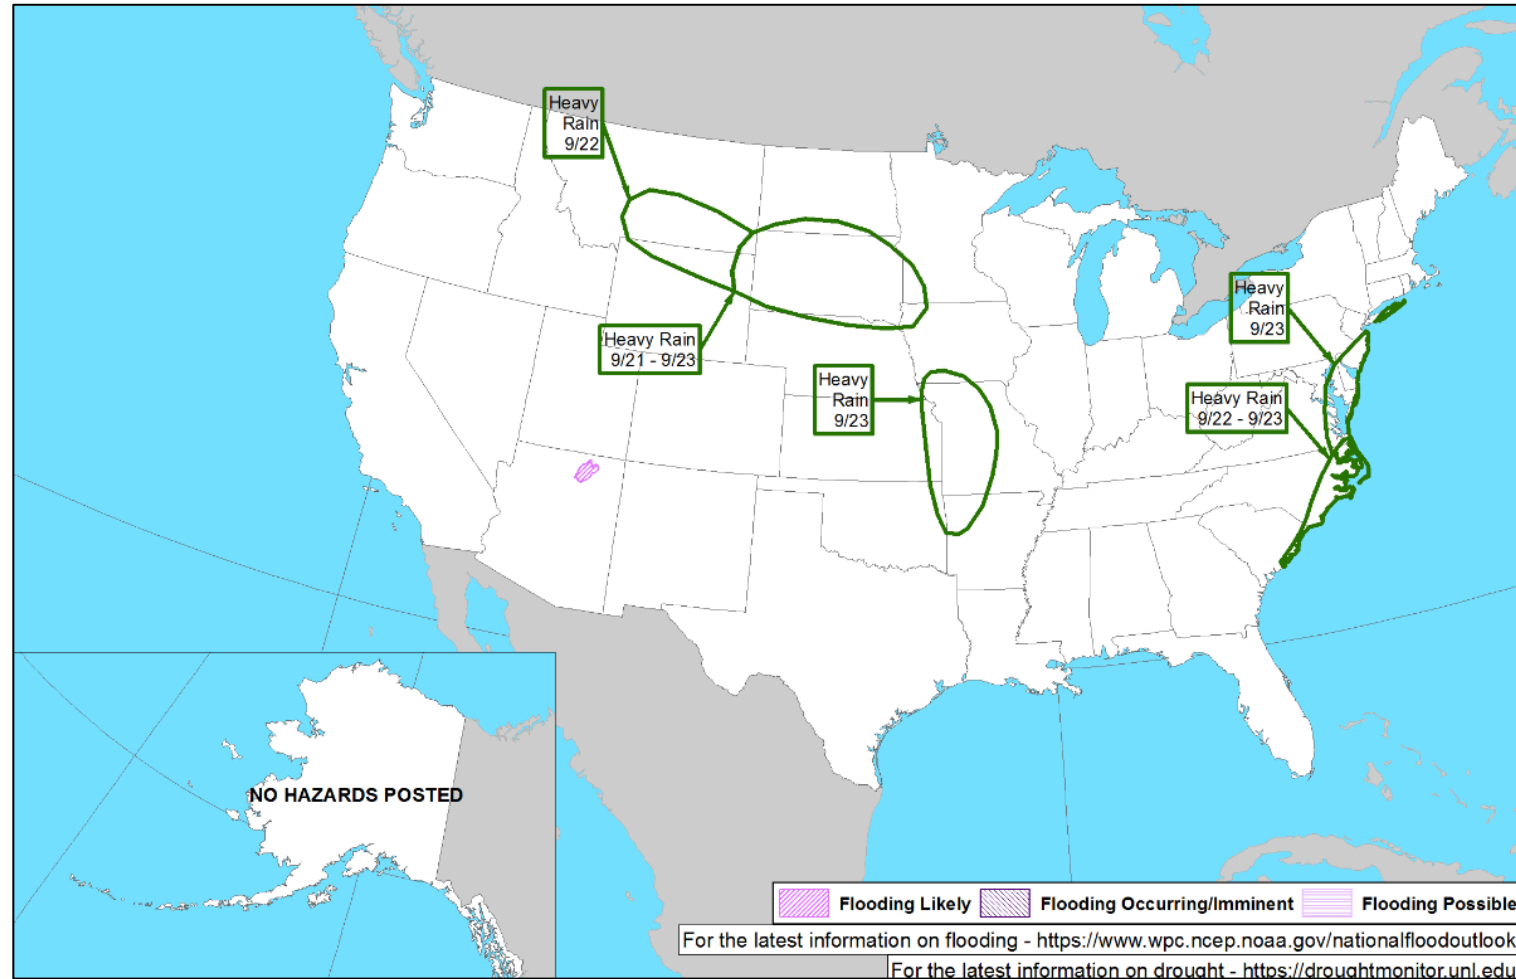 Heavy
Rain
9/22
Heavy Rain
9/21 - 9/23
Heavy
Rain
9/23
Heavy
Rain
9/23
Heavy Rain
9/22 - 9/23
NO HAZARDS POSTED
Flooding Likely
Flooding Occurring/Imminent
Flooding Possible
For the latest information on flooding - https://www.wpc.ncep.noaa.gov/nationalfloodoutlook
For the latest information on drought - https://droughtmonitor.unl.edu